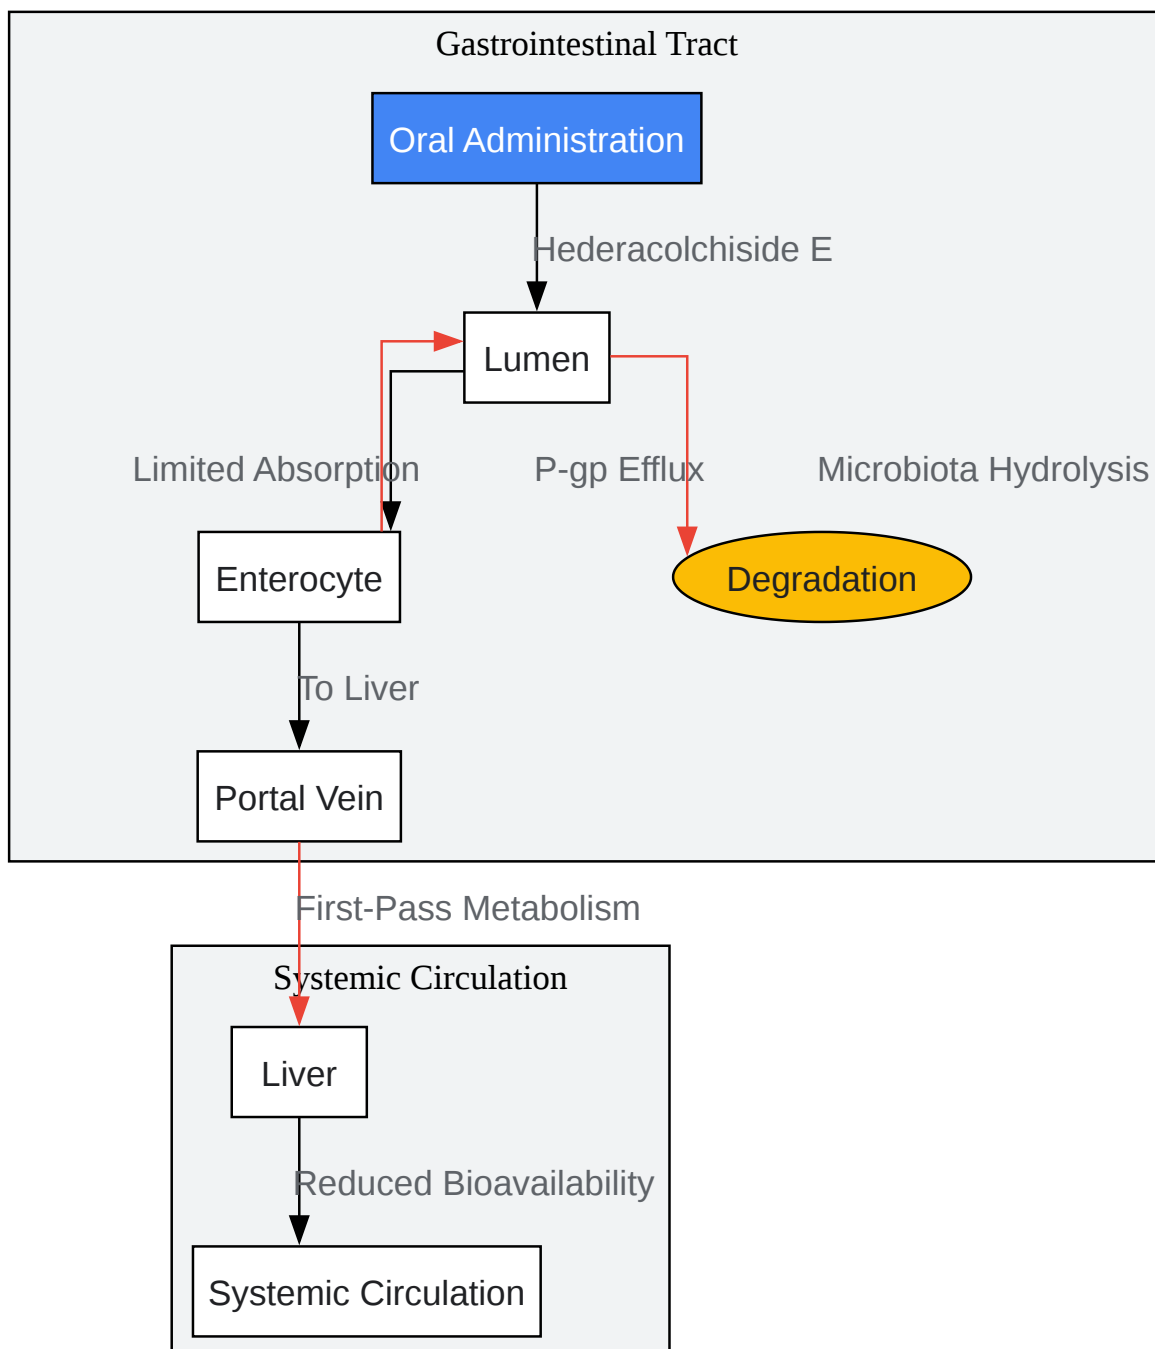 Gastrointestinal Tract
Oral Administration
Hederacolchiside E
Lumen
Limited Absorption
P-gp Efflux
Microbiota Hydrolysis
Enterocyte
Degradation
To Liver
Portal Vein
First-Pass Metabolism
Systemic Circulation
Liver
Reduced Bioavailability
Systemic Circulation